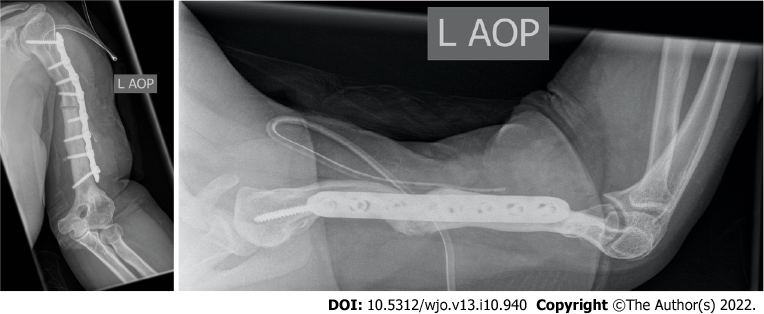 L AOP
L AOP
DOI: 10.5312/wjo.v13.i10.940 Copyright ©The Author(s) 2022.